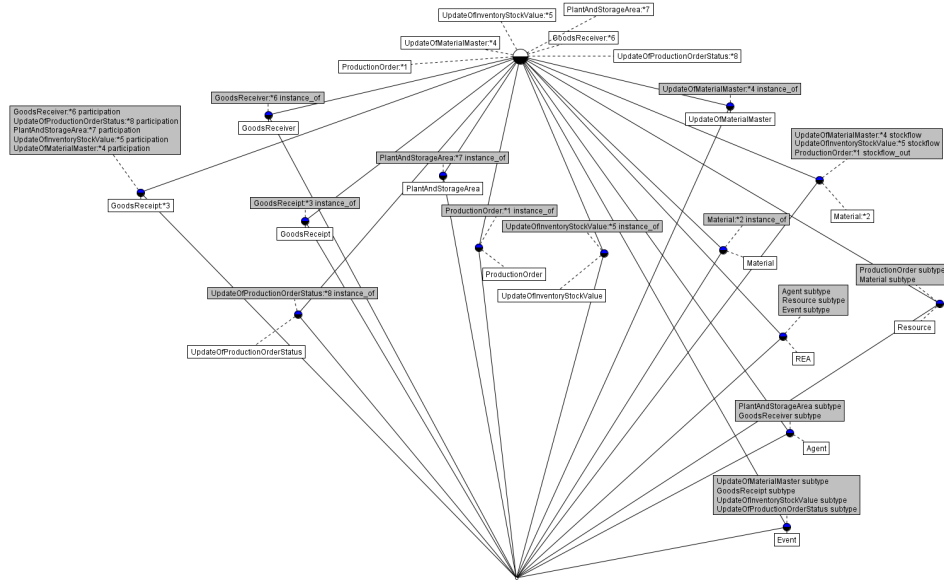 UpdateOfInventoryStockValue:*5
PlantAndStorageArea:*7
UpdateOfMaterialMaster:*4
GoodsReceiver:*6
ProductionOrder:*1
UpdateOfProductionOrderStatus:*8
GoodsReceiver:*6 instance_of
GoodsReceiver
UpdateOfMaterialMaster:*4 instance_of
UpdateOfMaterialMaster
GoodsReceiver:*6 participation
UpdateOfProductionOrderStatus:*8 participation
PlantAndStorageArea:*7 participation
UpdateOfInventoryStockValue:*5 participation
UpdateOfMaterialMaster:*4 participation
GoodsReceipt:*3
UpdateOfMaterialMaster:*4 stockflow
UpdateOfInventoryStockValue:*5 stockflow
ProductionOrder:*1 stockflow_out
Material:*2
PlantAndStorageArea:*7 instance_of
PlantAndStorageArea
GoodsReceipt:*3 instance_of
GoodsReceipt
ProductionOrder:*1 instance_of
ProductionOrder
UpdateOfInventoryStockValue:*5 instance_of
UpdateOfInventoryStockValue
Material:*2 instance_of
Material
ProductionOrder subtype
Material subtype
Resource
UpdateOfProductionOrderStatus:*8 instance_of
UpdateOfProductionOrderStatus
Agent subtype
Resource subtype
Event subtype
REA
PlantAndStorageArea subtype
GoodsReceiver subtype
Agent
UpdateOfMaterialMaster subtype
GoodsReceipt subtype
UpdateOfInventoryStockValue subtype
UpdateOfProductionOrderStatus subtype
Event